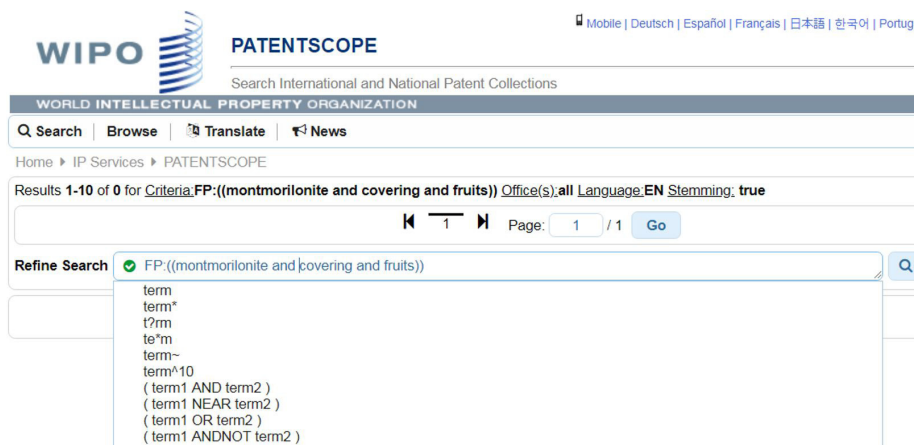 Mobile | Deutsch | Español | Français | 日本語 | 한국어 | Portug
WIPO
PATENTSCOPE
Search International and National Patent Collections
WORLD INTELLECTUAL PROPERTY ORGANIZATION
Search | Browse | Translate | News
Home IP Services PATENTSCOPE
Results 1-10 of 0 for Criteria:FP:((montmorilonite and covering and fruits)) Office(s):all Language:EN Stemming: true
1 Page: 1 / 1 Go
Refine Search FP:((montmorilonite and covering and fruits))
term
term*
t?rm
te*m
term~
term^10
( term1 AND term2 )
( term1 NEAR term2 )
( term1 OR term2 )
( term1 ANDNOT term2 )